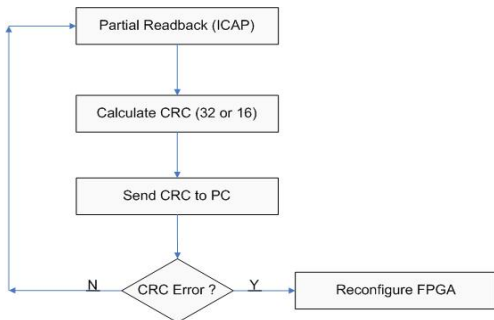 Partial Readback (ICAP)
Calculate CRC (32 or 16)
Send CRC to PC
N
CRC Error ?
Y
Reconfigure FPGA